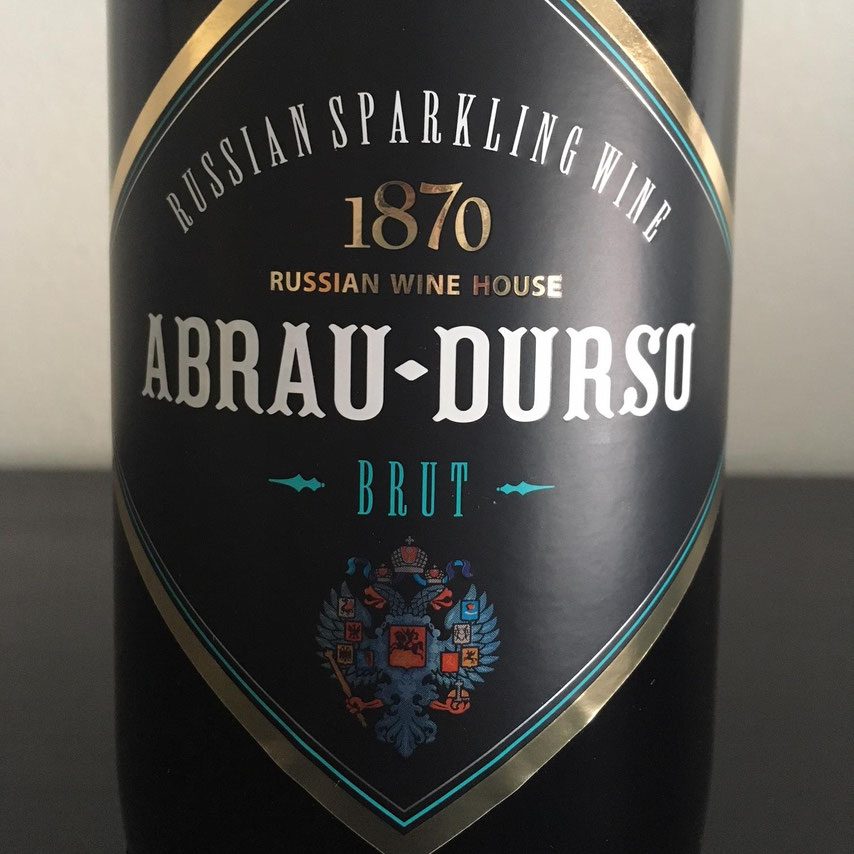 RUSSIAN SPARKLING WINE
1870
RUSSIAN WINE HOUSE
ABRAU-DURSO
BRUT